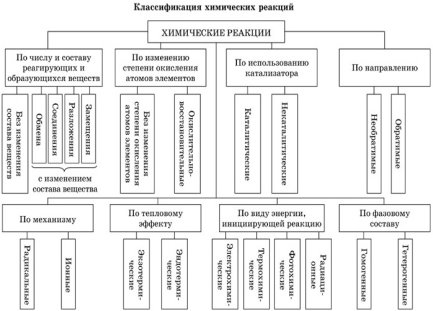 Классификация химических реакций
ХИМИЧЕСКИЕ РЕАКЦИИ
По числу и составу
реагирующих и
образующихся веществ
Без изменения
состава веществ
Обмена
Соединения
Разложения
Замещения
с изменением
состава вещества
По изменению
степени окисления
атомов элементов
Без изменения
степени окисления
атомов элементов
Окислительно-
восстановительные
По использованию
катализатора
Каталитические
Некаталитические
По направлению
Необратимые
Обратимые
По механизму
Радикальные
Ионные
По тепловому
эффекту
Экзотерми-
ческие
Эндотерми-
ческие
По виду энергии,
инициирующей реакцию
Электрохими-
ческие
Термохими-
ческие
Фотохими-
ческие
Радиаци-
онные
По фазовому
составу
Гомогенные
Гетерогенные